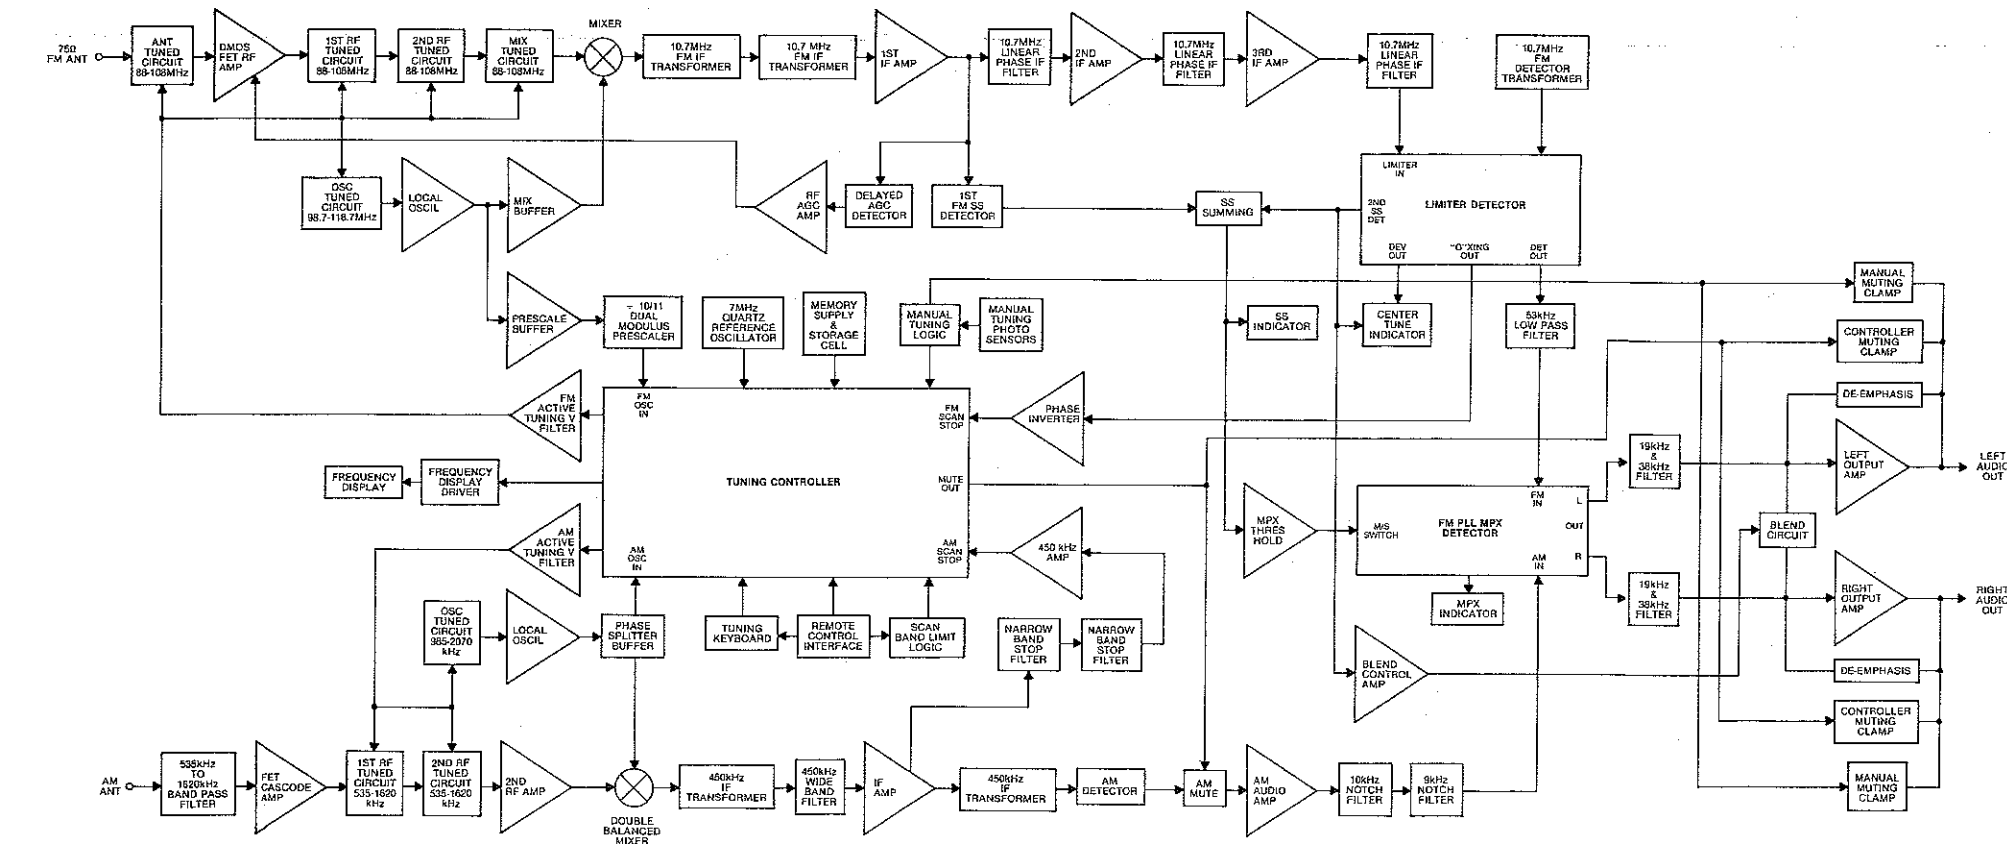 75Ω
FM ANT
ANT
TUNED
CIRCUIT
88-108MHz
DMOS
FET RF
AMP
1ST RF
TUNED
CIRCUIT
88-108MHz
2ND RF
TUNED
CIRCUIT
88-108MHz
MIX
TUNED
CIRCUIT
88-108MHz
MIXER
10.7MHz
FM IF
TRANSFORMER
10.7 MHz
FM IF
TRANSFORMER
1ST
IF AMP
10.7MHz
LINEAR
PHASE IF
FILTER
2ND
IF AMP
10.7MHz
LINEAR
PHASE IF
FILTER
3RD
IF AMP
10.7MHz
LINEAR
PHASE IF
FILTER
10.7MHz
FM
DETECTOR
TRANSFORMER
OSC
TUNED
CIRCUIT
98.7-118.7MHz
LOCAL
OSCIL
MIX
BUFFER
RF
AGC
AMP
DELAYED
AGC
DETECTOR
1ST
FM SS
DETECTOR
SS
SUMMING
LIMITER
IN
2ND
SS
DET
LIMITER DETECTOR
DEV
OUT
"O"XING
OUT
DET
OUT
PRESCALE
BUFFER
÷ 10/11
DUAL
MODULUS
PRESCALER
7MHz
QUARTZ
REFERENCE
OSCILLATOR
MEMORY
SUPPLY
&
STORAGE
CELL
MANUAL
TUNING
LOGIC
MANUAL
TUNING
PHOTO
SENSORS
SS
INDICATOR
CENTER
TUNE
INDICATOR
53kHz
LOW PASS
FILTER
MANUAL
MUTING
CLAMP
CONTROLLER
MUTING
CLAMP
DE-EMPHASIS
FM
ACTIVE
TUNING V
FILTER
FM
OSC
IN
FM
SCAN
STOP
PHASE
INVERTER
TUNING CONTROLLER
MUTE
OUT
FREQUENCY
DISPLAY
FREQUENCY
DISPLAY
DRIVER
AM
ACTIVE
TUNING V
FILTER
AM
OSC
IN
AM
SCAN
STOP
450 kHz
AMP
MPX
THRES
HOLD
M/S
SWITCH
FM PLL MPX
DETECTOR
FM
IN
L
OUT
R
AM
IN
19kHz
&
38kHz
FILTER
LEFT
OUTPUT
AMP
LEFT
AUDIO
OUT
BLEND
CIRCUIT
MPX
INDICATOR
19kHz
&
38kHz
FILTER
RIGHT
OUTPUT
AMP
RIGHT
AUDIO
OUT
OSC
TUNED
CIRCUIT
985-2070
kHz
LOCAL
OSCIL
PHASE
SPLITTER
BUFFER
TUNING
KEYBOARD
REMOTE
CONTROL
INTERFACE
SCAN
BAND LIMIT
LOGIC
NARROW
BAND
STOP
FILTER
NARROW
BAND
STOP
FILTER
BLEND
CONTROL
AMP
DE-EMPHASIS
CONTROLLER
MUTING
CLAMP
MANUAL
MUTING
CLAMP
AM
ANT
535kHz
TO
1620kHz
BAND PASS
FILTER
FET
CASCODE
AMP
1ST RF
TUNED
CIRCUIT
535-1620
kHz
2ND RF
TUNED
CIRCUIT
535-1620
kHz
2ND
RF AMP
DOUBLE
BALANCED
MIXER
450kHz
IF
TRANSFORMER
450kHz
WIDE
BAND
FILTER
IF
AMP
450kHz
IF
TRANSFORMER
AM
DETECTOR
AM
MUTE
AM
AUDIO
AMP
10kHz
NOTCH
FILTER
9kHz
NOTCH
FILTER